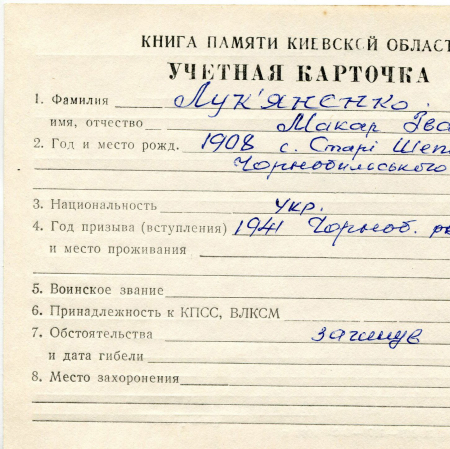 КНИГА ПАМЯТИ КИЕВСКОЙ ОБЛАСТ
УЧЕТНАЯ КАРТОЧКА
1. Фамилия Лук'яненко.
имя, отчество Макар Іва
2. Год и место рожд. 1908 с. Старі Шеп
Чорнобильського
3. Национальность укр.
4. Год призыва (вступления) 1941 Чорноб. р
и место проживания
5. Воинское звание
6. Принадлежность к КПСС, ВЛКСМ
7. Обстоятельства загинув
и дата гибели
8. Место захоронения